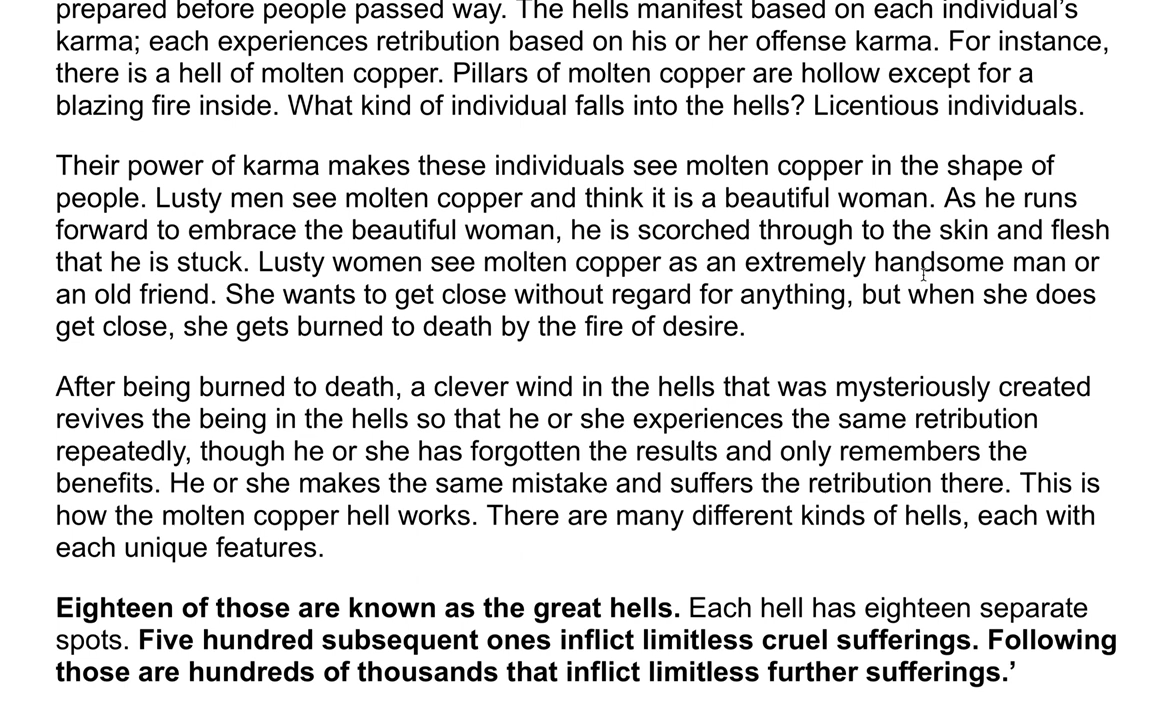 prepared before people passed way. The hells manifest based on each individual's
karma; each experiences retribution based on his or her offense karma. For instance,
there is a hell of molten copper. Pillars of molten copper are hollow except for a
blazing fire inside. What kind of individual falls into the hells? Licentious individuals.
Their power of karma makes these individuals see molten copper in the shape of
people. Lusty men see molten copper and think it is a beautiful woman. As he runs
forward to embrace the beautiful woman, he is scorched through to the skin and flesh
that he is stuck. Lusty women see molten copper as an extremely handsome man or
an old friend. She wants to get close without regard for anything, but when she does
get close, she gets burned to death by the fire of desire.
After being burned to death, a clever wind in the hells that was mysteriously created
revives the being in the hells so that he or she experiences the same retribution
repeatedly, though he or she has forgotten the results and only remembers the
benefits. He or she makes the same mistake and suffers the retribution there. This is
how the molten copper hell works. There are many different kinds of hells, each with
each unique features.
Eighteen of those are known as the great hells. Each hell has eighteen separate
spots. Five hundred subsequent ones inflict limitless cruel sufferings. Following
those are hundreds of thousands that inflict limitless further sufferings.’